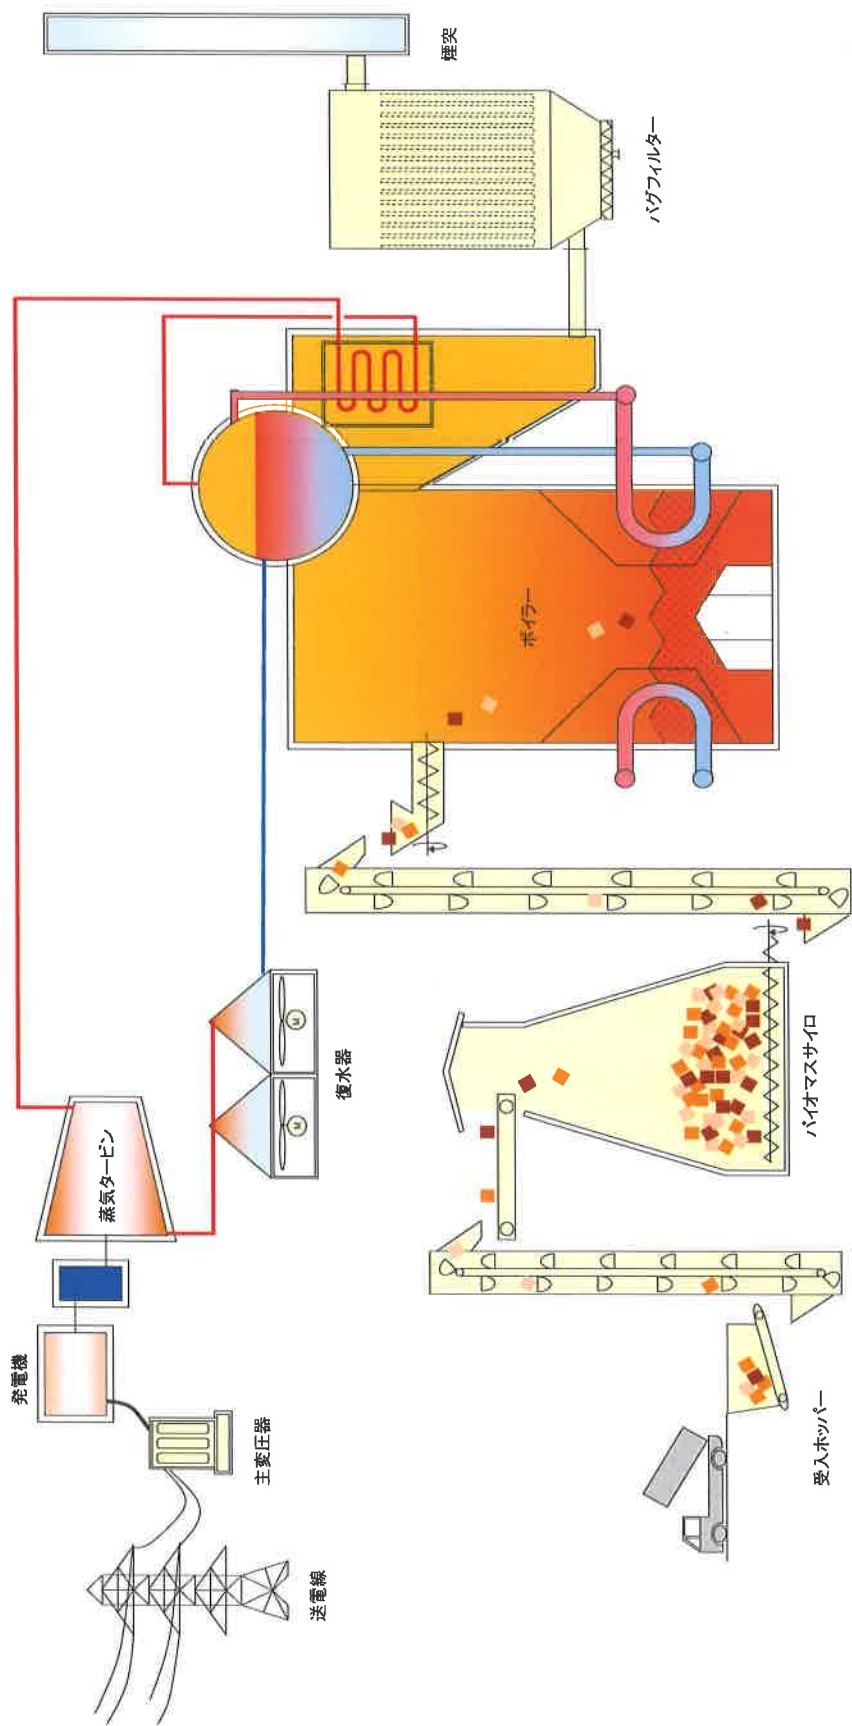 送電線
主変圧器
発電機
蒸気タービン
復水器
M
M
受入ホッパー
バイオマスサイロ
ボイラー
バグフィルター
煙突